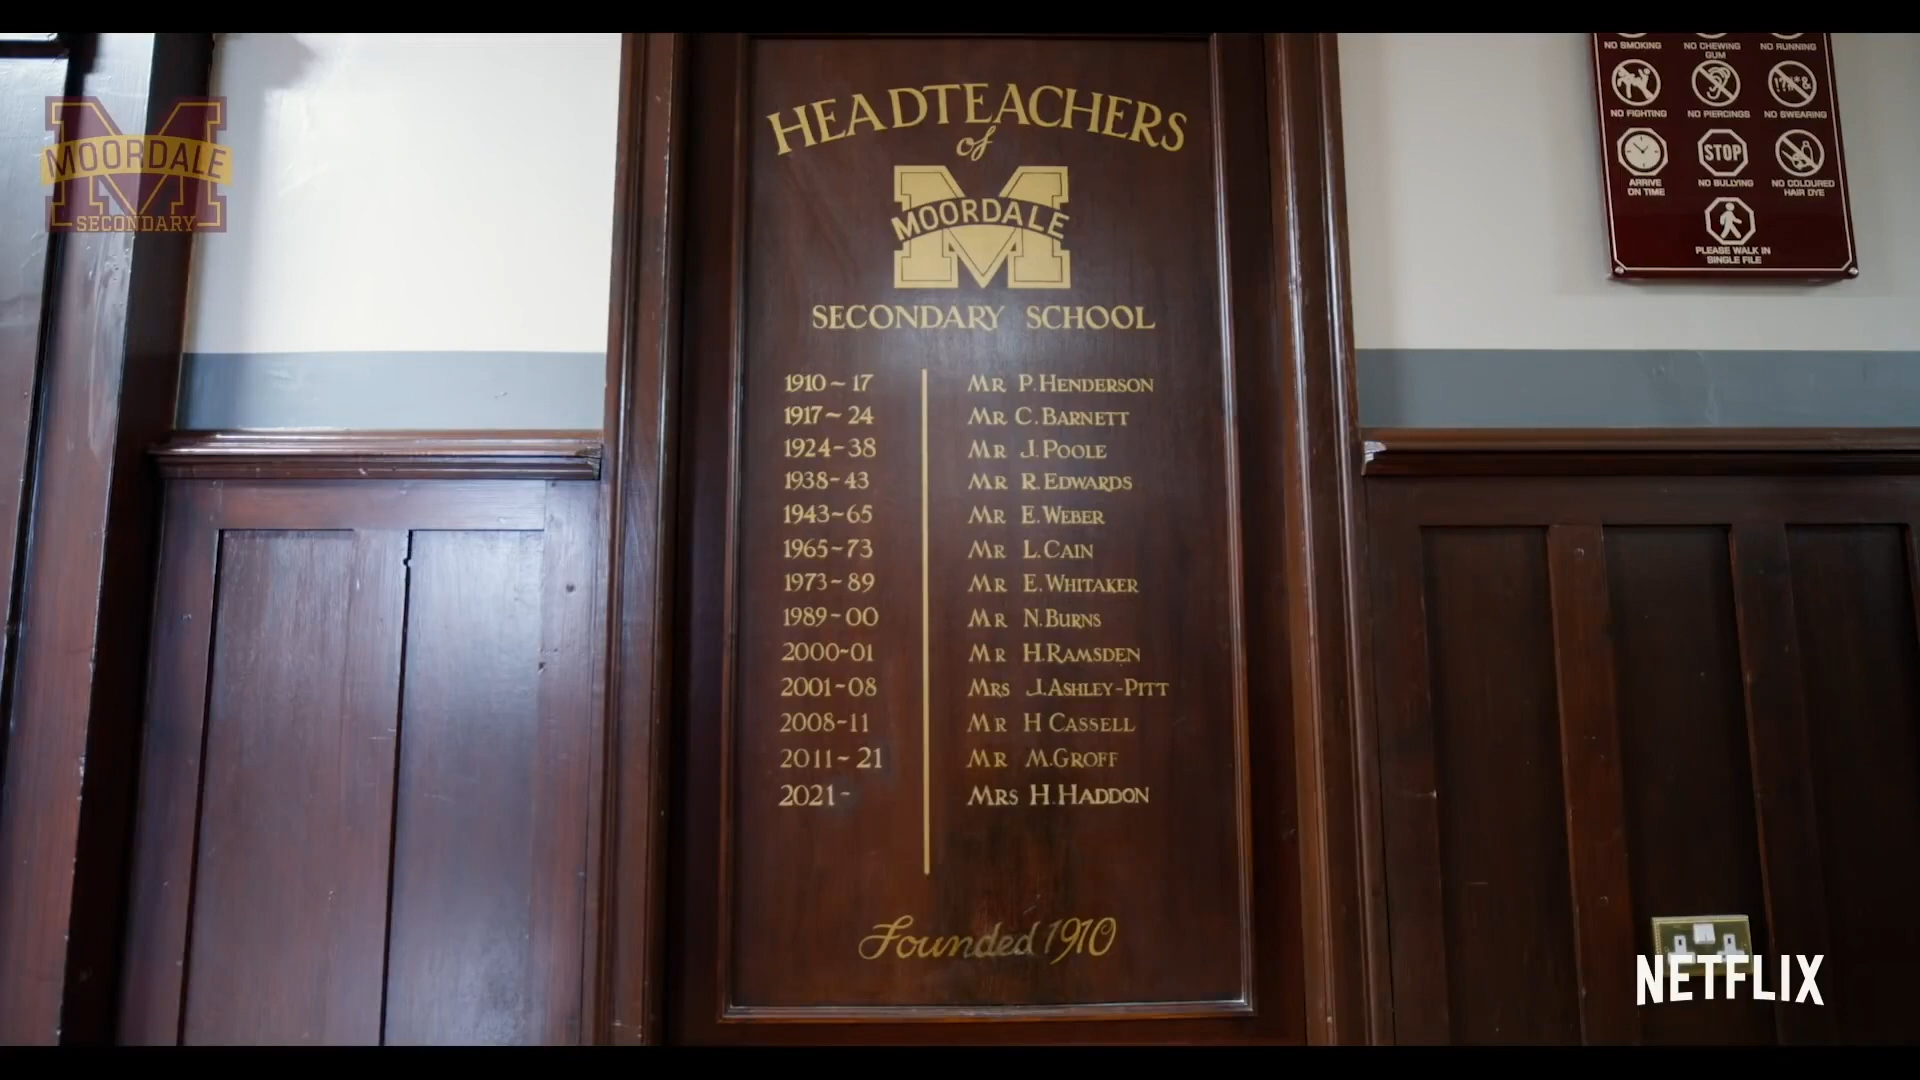 MOORDALE
SECONDARY
HEADTEACHERS
of
MOORDALE
M
SECONDARY SCHOOL
1910~17 MR P. HENDERSON
1917~24 MR C. BARNETT
1924-38 MR J. POOLE
1938-43 MR R. EDWARDS
1943~65 MR E. WEBER
1965-73 MR L. CAIN
1973-89 MR E. WHITAKER
1989-00 MR N. BURNS
2000-01 MR H. RAMSDEN
2001-08 MRS J. ASHLEY-PITT
2008-11 MR H CASSELL
2011-21 MR M. GROFF
2021- MRS H. HADDON
Founded 1910
NO SMOKING
NO CHEWING GUM
NO RUNNING
NO FIGHTING
NO PIERCINGS
!?#*&
NO SWEARING
ARRIVE ON TIME
STOP
NO BULLYING
NO COLOURED HAIR DYE
PLEASE WALK IN
SINGLE FILE
NETFLIX